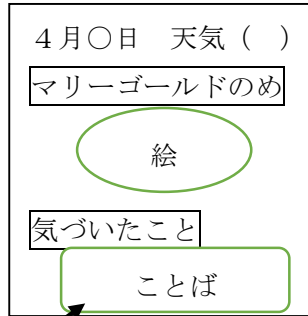 ４月〇日　天気（　）
マリーゴールドのめ
絵
気づいたこと
ことば